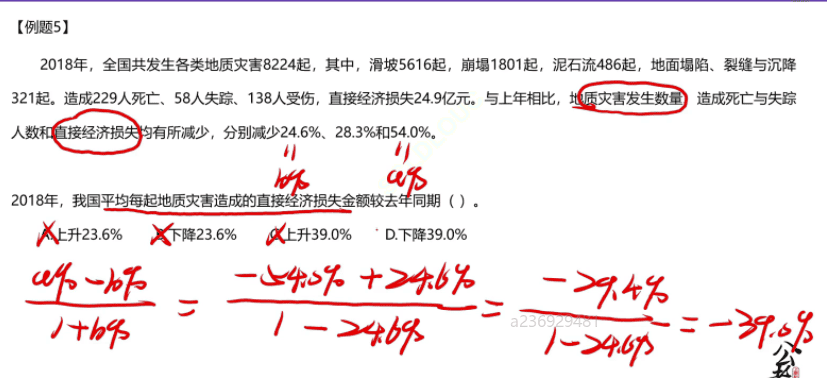 【例题5】
2018年，全国共发生各类地质灾害8224起，其中，滑坡5616起，崩塌1801起，泥石流486起，地面塌陷、裂缝与沉降
321起。造成229人死亡、58人失踪、138人受伤，直接经济损失24.9亿元。与上年相比，地质灾害发生数量 造成死亡与失踪
人数和直接经济损失均有所减少，分别减少24.6%、28.3%和54.0%。
b% a%
2018年，我国平均每起地质灾害造成的直接经济损失金额较去年同期（ ）。
A.上升23.6% B.下降23.6% C.上升39.0% D.下降39.0%
a%-b% / 1+b% = -54.0%+24.6% / 1-24.6% = -29.4% / 1-24.6% = -39.0%
a236929481